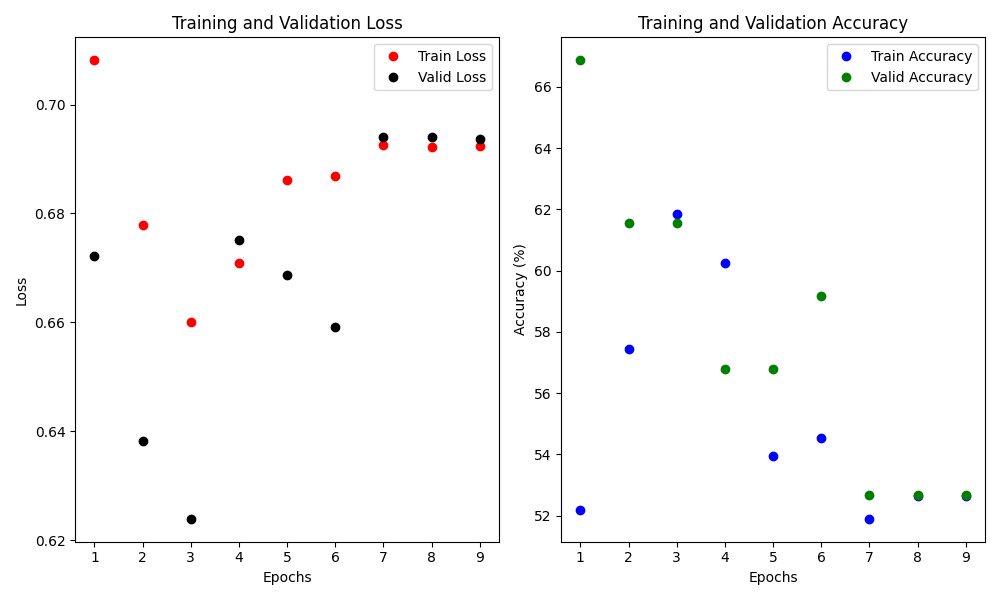 Training and Validation Loss
Train Loss
Valid Loss
0.70
0.68
0.66
0.64
0.62
Loss
1 2 3 4 5 6 7 8 9
Epochs
Training and Validation Accuracy
Train Accuracy
Valid Accuracy
66
64
62
60
58
56
54
52
Accuracy (%)
1 2 3 4 5 6 7 8 9
Epochs